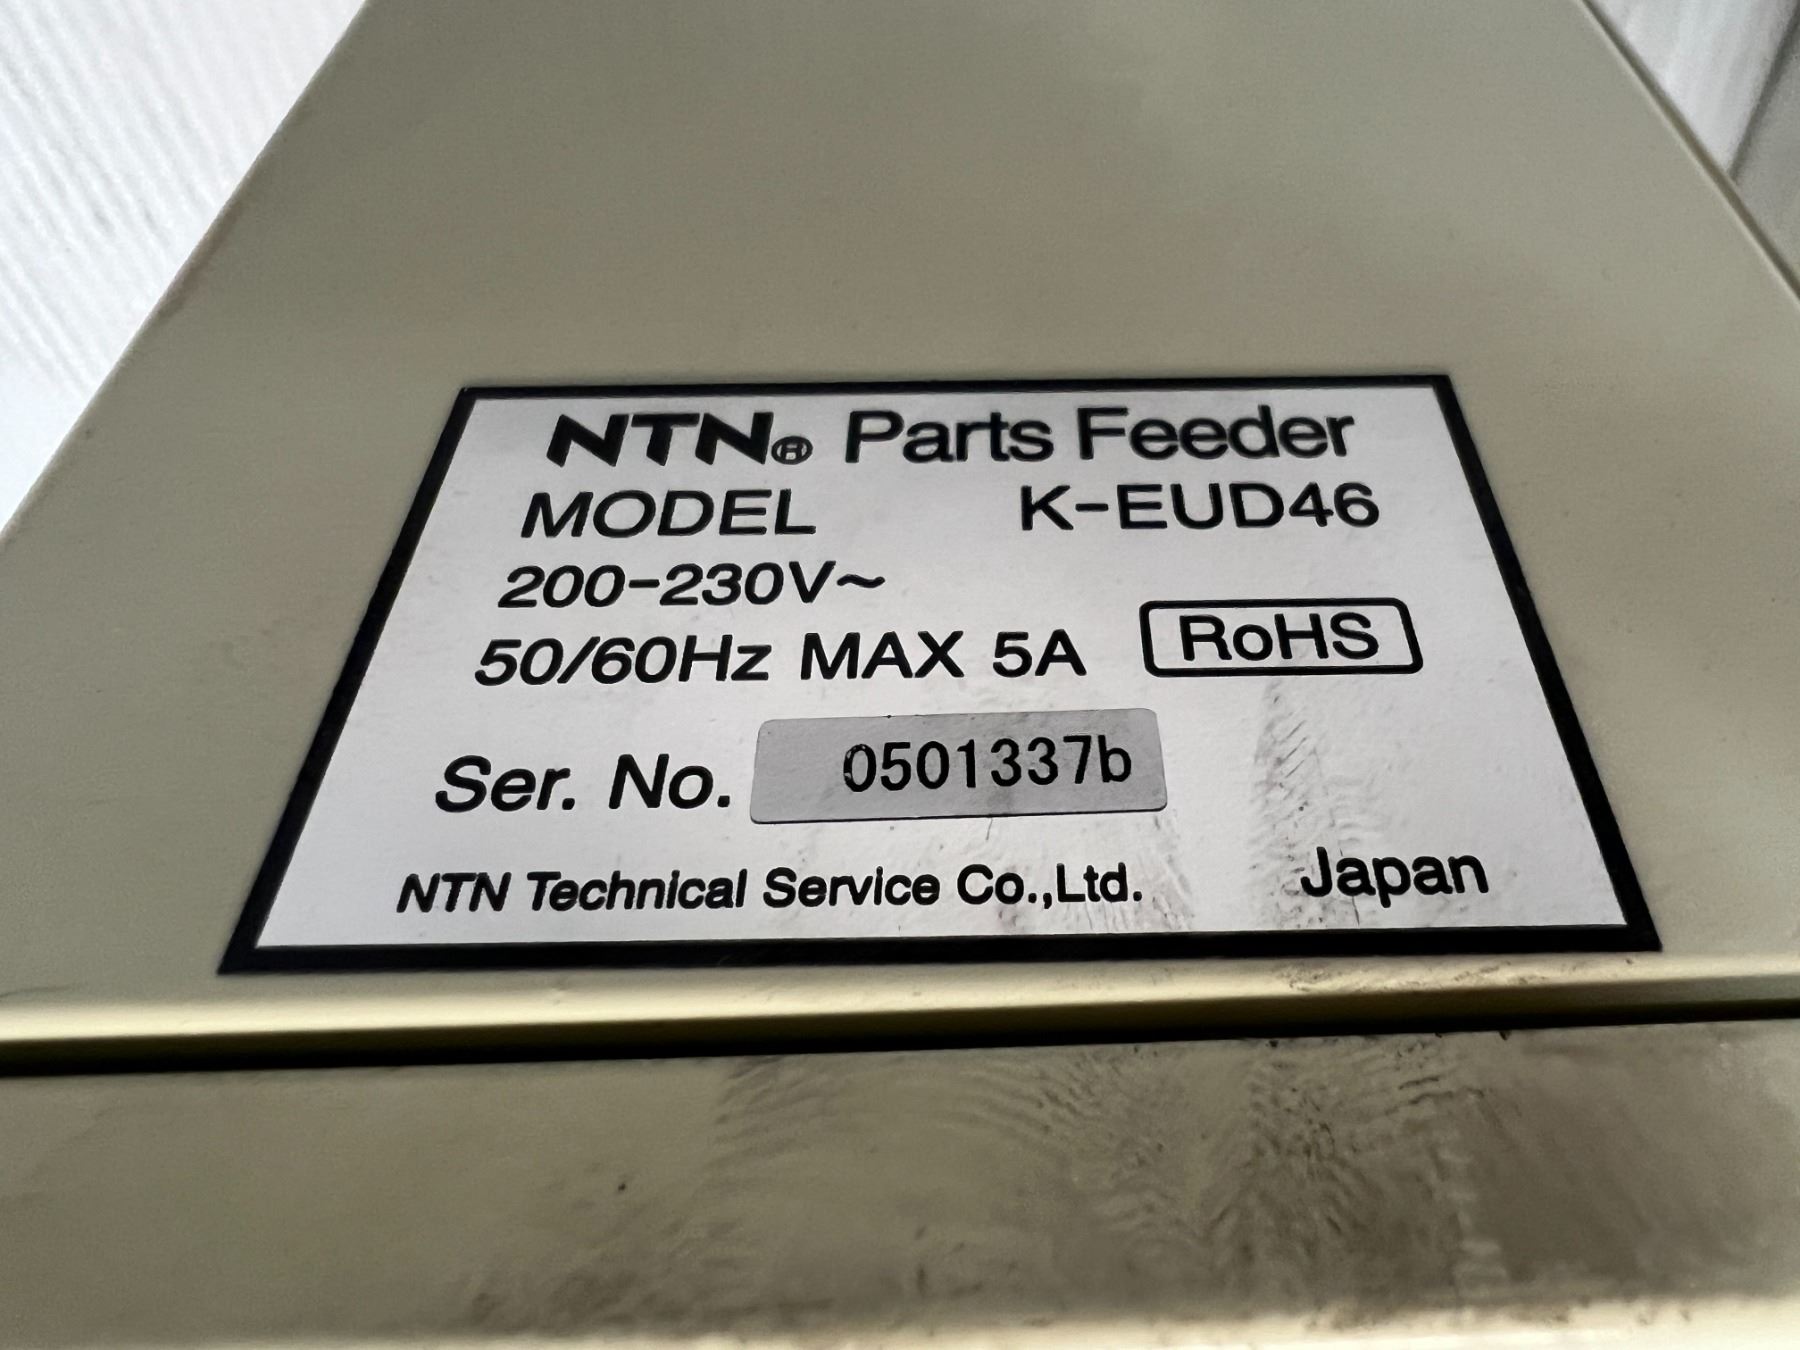 NTN® Parts Feeder
MODEL K-EUD46
200-230V~
50/60Hz MAX 5A RoHS
Ser. No. 0501337b
NTN Technical Service Co.,Ltd. Japan